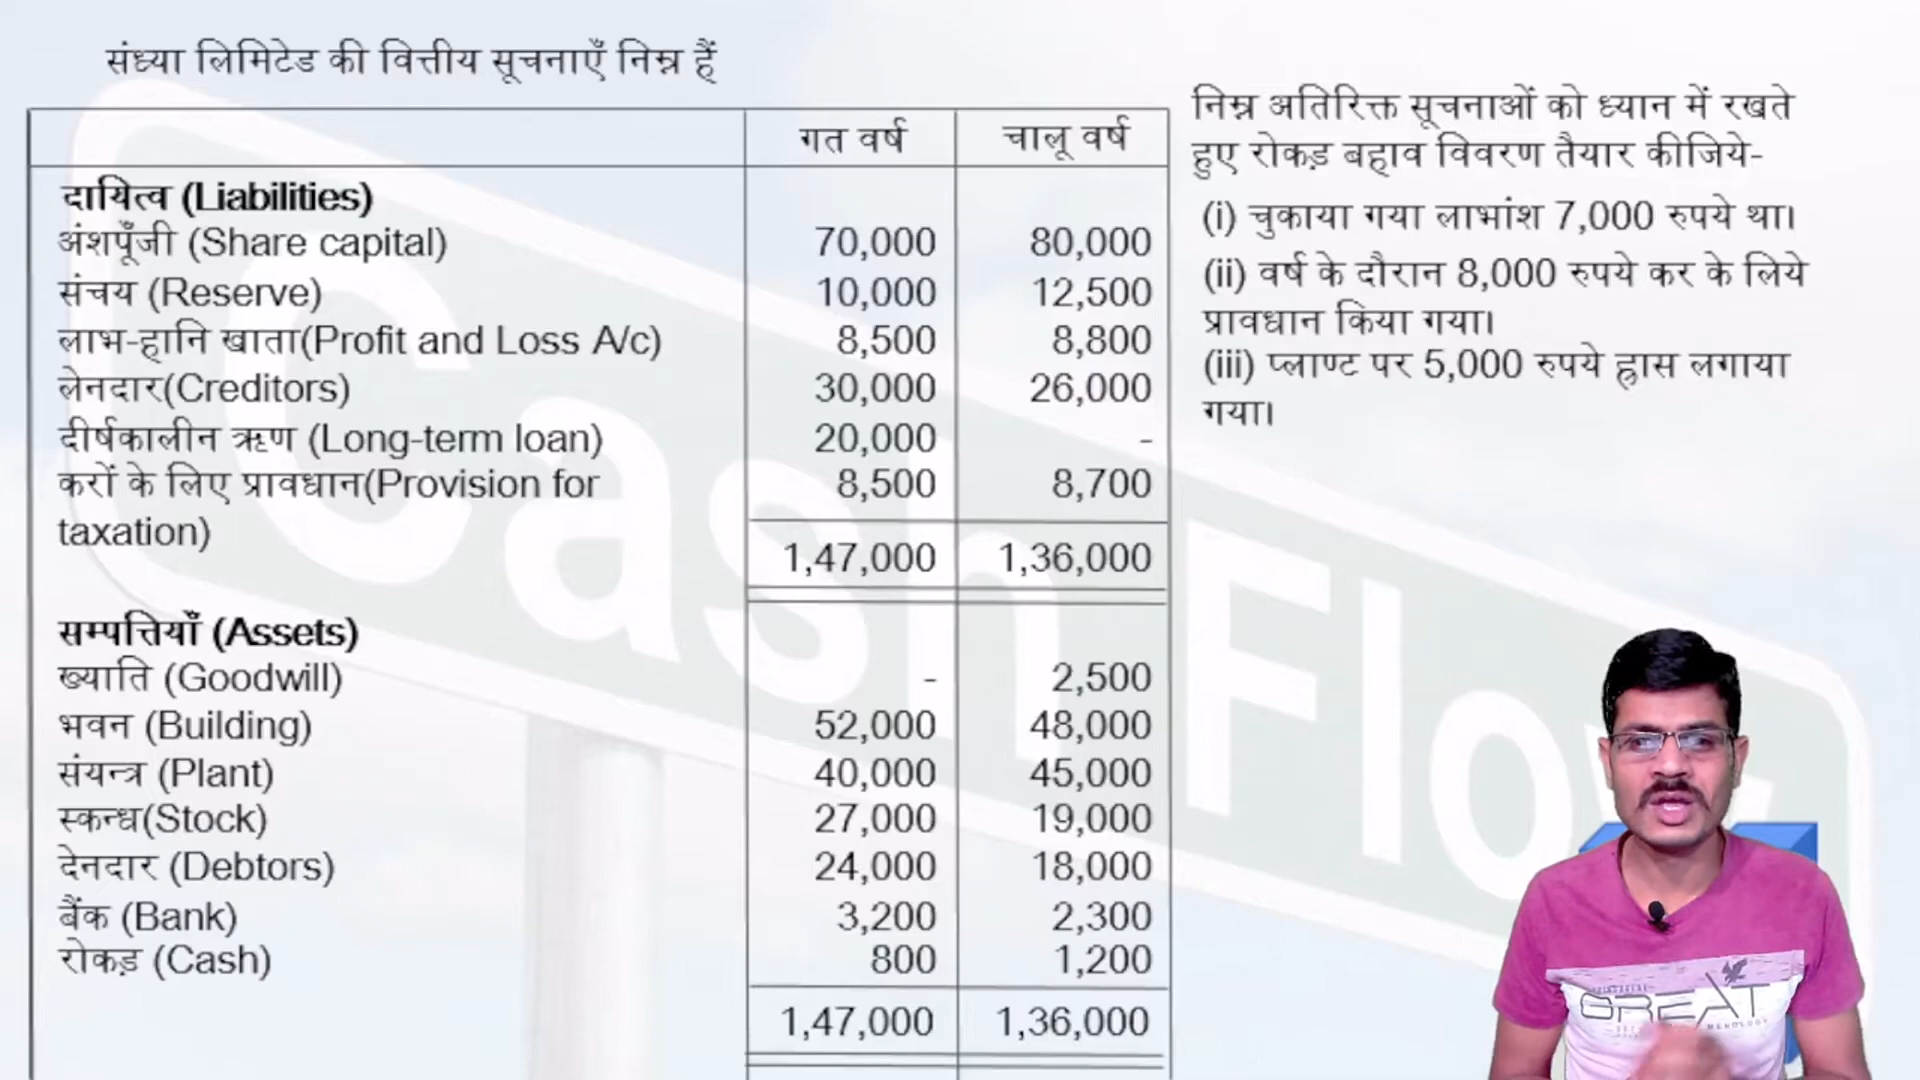 संध्या लिमिटेड की वित्तीय सूचनाएँ निम्न हैं
गत वर्ष चालू वर्ष
दायित्व (Liabilities)
अंशपूँजी (Share capital) 70,000 80,000
संचय (Reserve) 10,000 12,500
लाभ-हानि खाता(Profit and Loss A/c) 8,500 8,800
लेनदार(Creditors) 30,000 26,000
दीर्षकालीन ऋण (Long-term loan) 20,000 -
करों के लिए प्रावधान(Provision for 8,500 8,700
taxation)
1,47,000 1,36,000
सम्पत्तियाँ (Assets)
ख्याति (Goodwill) - 2,500
भवन (Building) 52,000 48,000
संयन्त्र (Plant) 40,000 45,000
स्कन्ध(Stock) 27,000 19,000
देनदार (Debtors) 24,000 18,000
बैंक (Bank) 3,200 2,300
रोकड़ (Cash) 800 1,200
1,47,000 1,36,000
निम्न अतिरिक्त सूचनाओं को ध्यान में रखते
हुए रोकड़ बहाव विवरण तैयार कीजिये-
(i) चुकाया गया लाभांश 7,000 रुपये था।
(ii) वर्ष के दौरान 8,000 रुपये कर के लिये
प्रावधान किया गया।
(iii) प्लाण्ट पर 5,000 रुपये ह्रास लगाया
गया।
Cash Flo
GREAT